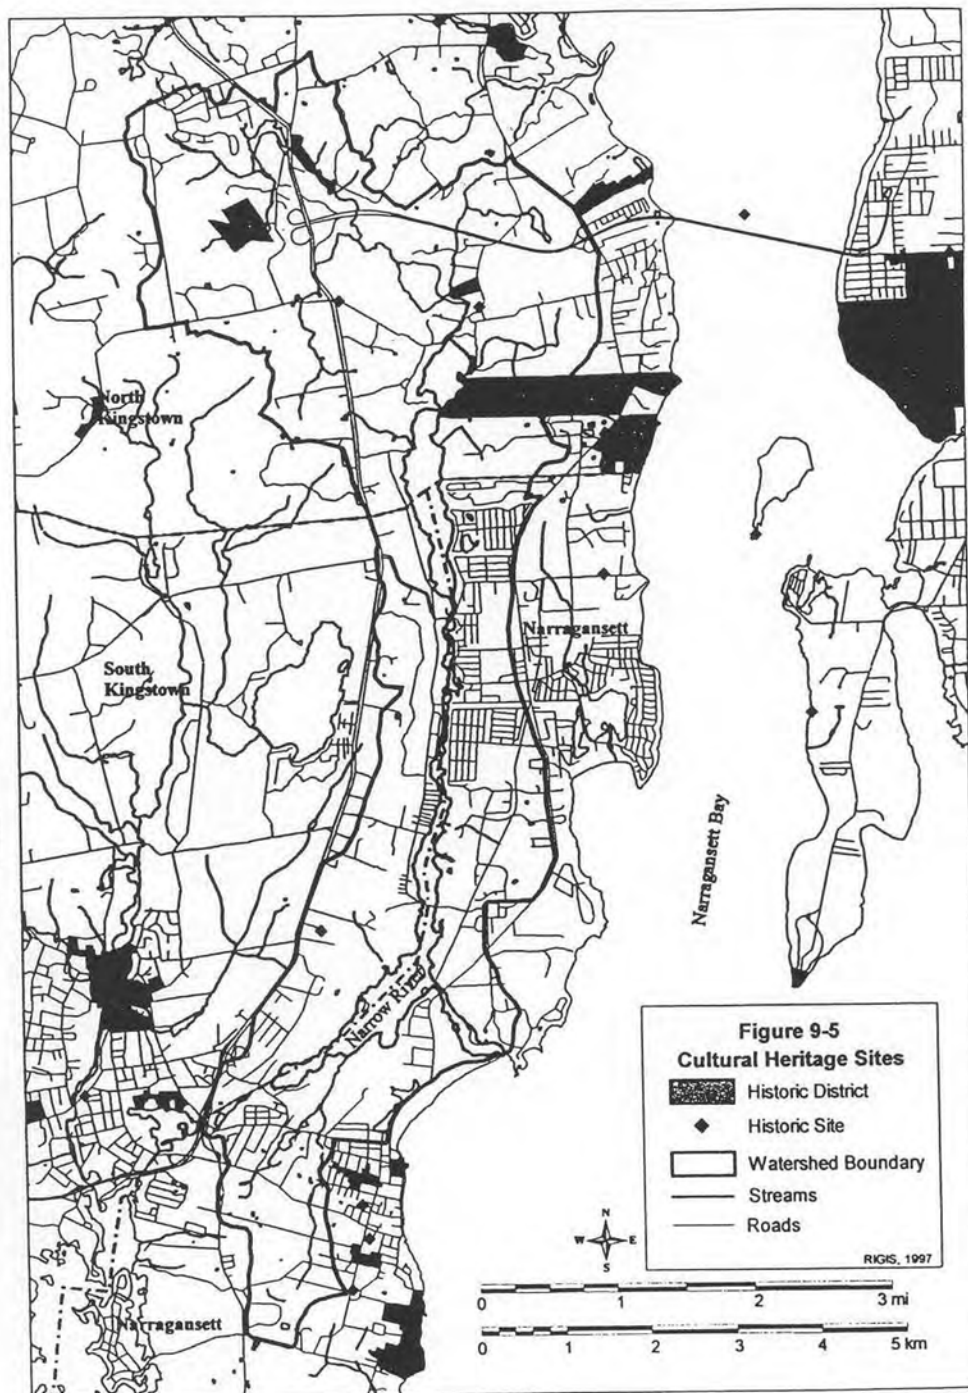 North
Kingstown
South
Kingstown
Narragansett
Narragansett Bay
Narrow River
Narragansett
Figure 9-5
Cultural Heritage Sites
Historic District
Historic Site
Watershed Boundary
Streams
Roads
RIGIS, 1997
N
W E
S
0 1 2 3 mi
0 1 2 3 4 5 km